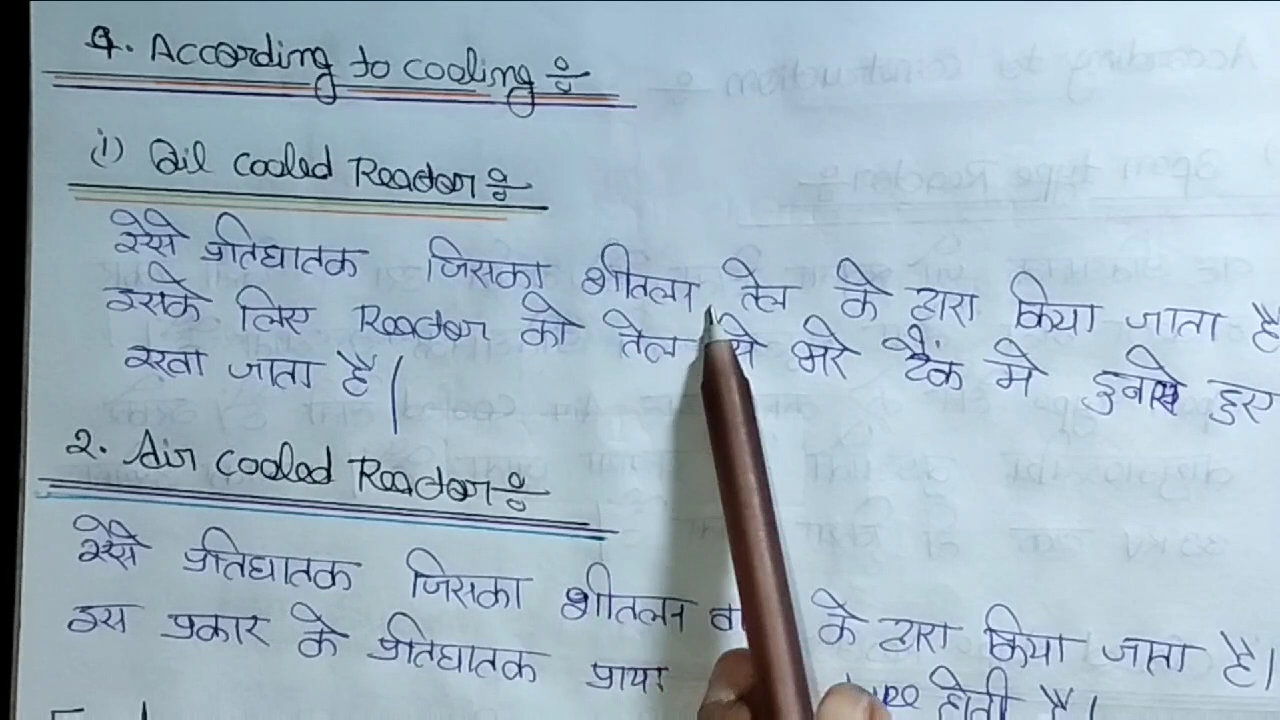 4. According to cooling ÷
(i) Oil cooled Reactor ÷
ऐसे प्रतिघातक जिसका शीतलन तेल के द्वारा किया जाता है
इसके लिए Reactor को तेल से भरे टैंक मे डुबाये हुए
रखा जाता है|
2. Air cooled Reactor ÷
ऐसे प्रतिघातक जिसका शीतलन के द्वारा किया जाता है।
इस प्रकार के प्रतिघातक प्राय: होती है।